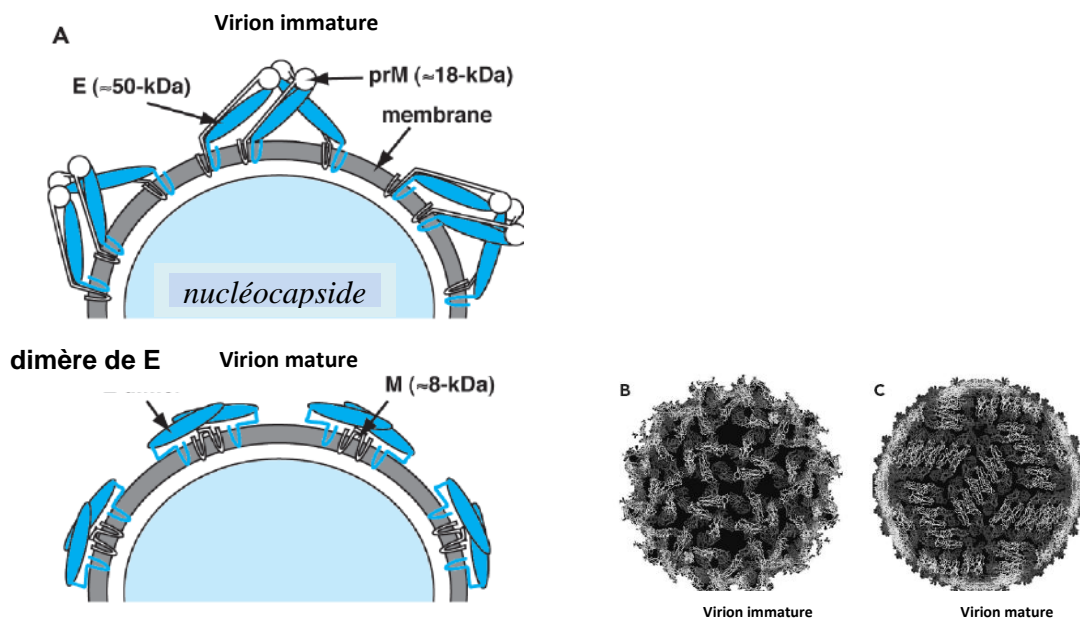 Virion immature
A
E (≈50-kDa)
prM (≈18-kDa)
membrane
nucléocapside
dimère de E
Virion mature
M (≈8-kDa)
B
C
Virion immature
Virion mature